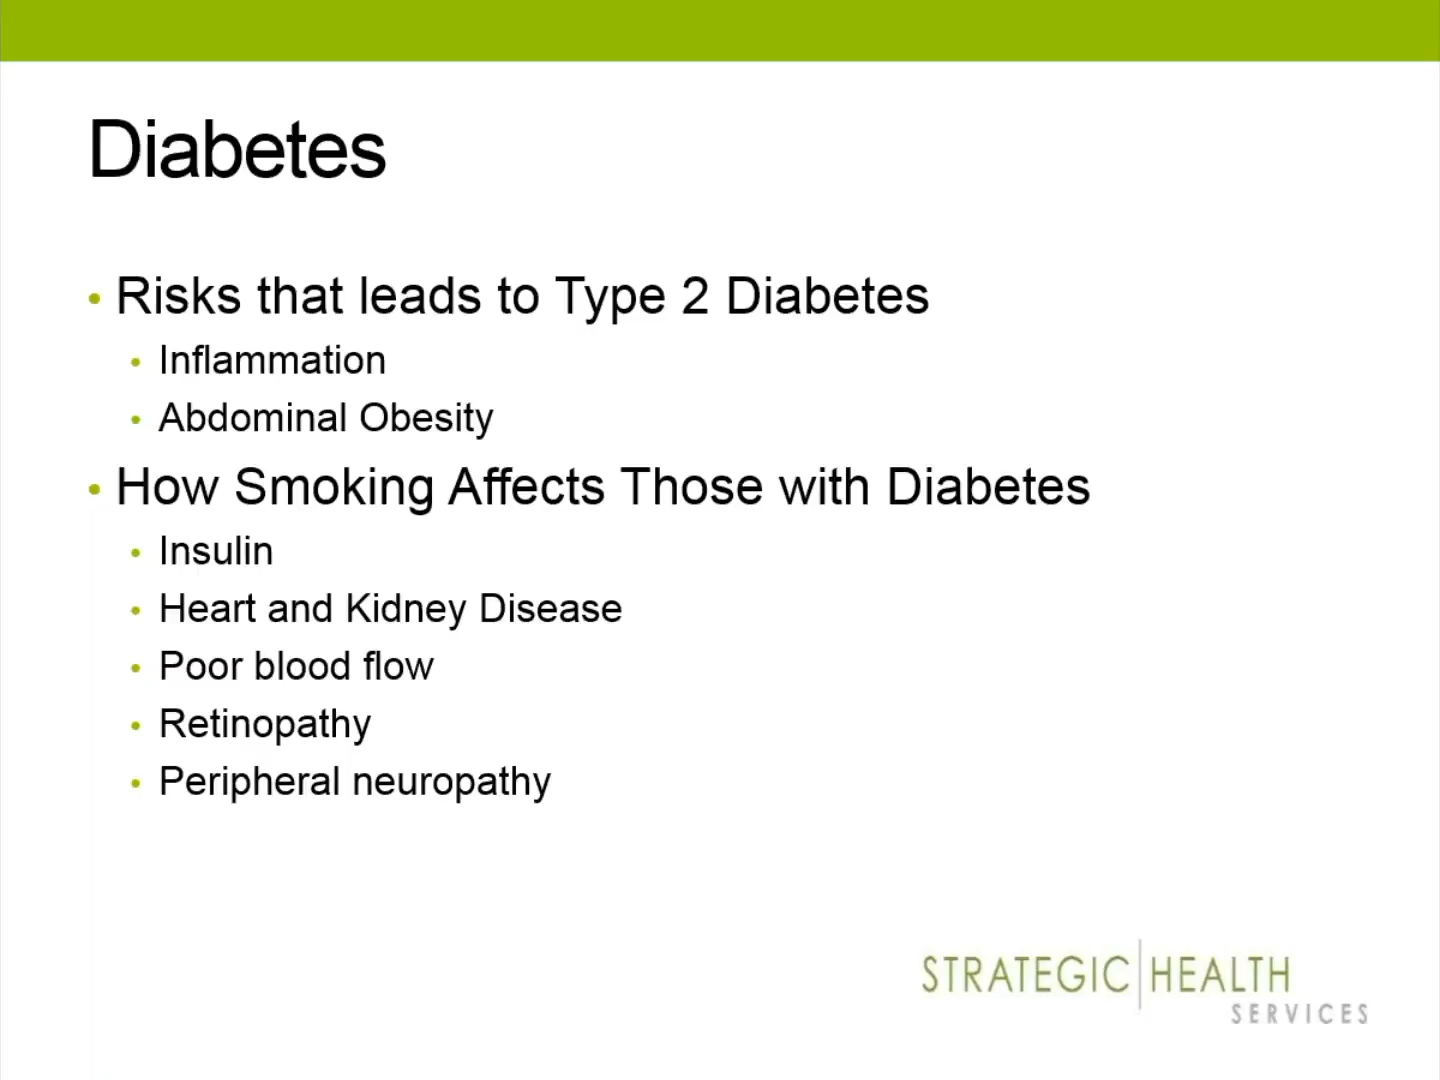 Diabetes
• Risks that leads to Type 2 Diabetes
• Inflammation
• Abdominal Obesity
• How Smoking Affects Those with Diabetes
• Insulin
• Heart and Kidney Disease
• Poor blood flow
• Retinopathy
• Peripheral neuropathy
STRATEGIC HEALTH
SERVICES